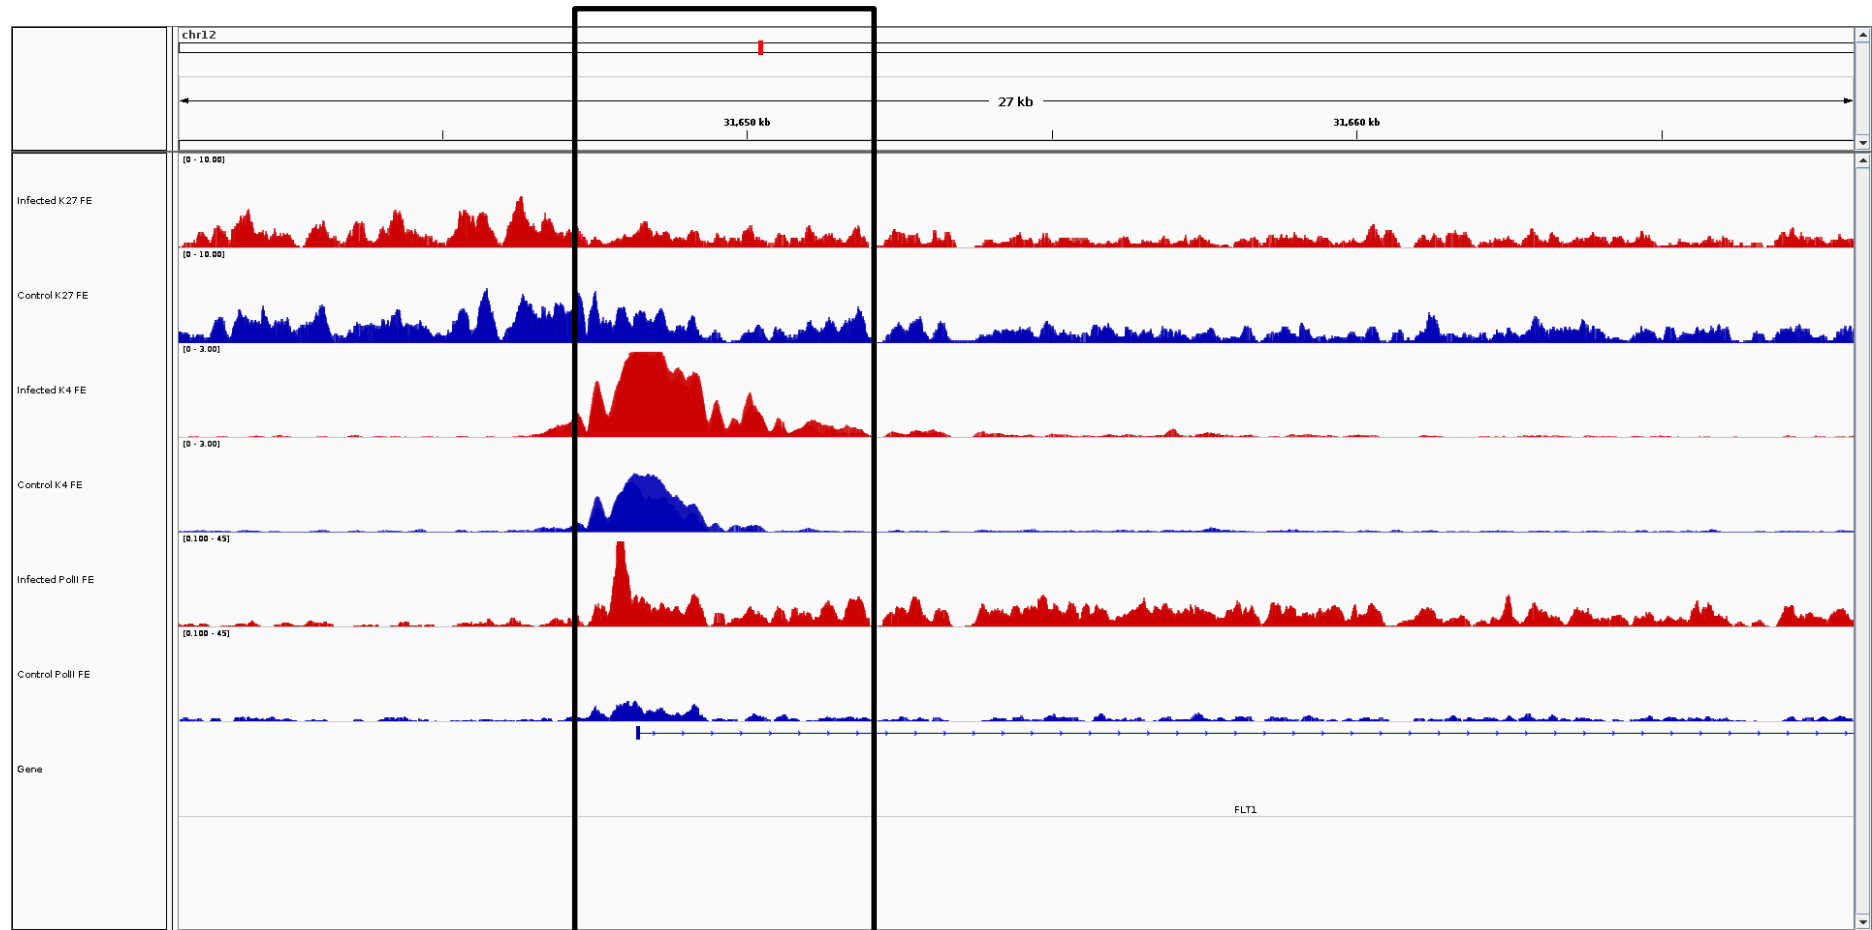 chr12
27 kb
31,650 kb
31,660 kb
[0 - 10.00]
Infected K27 FE
[0 - 10.00]
Control K27 FE
[0 - 3.00]
Infected K4 FE
[0 - 3.00]
Control K4 FE
[0.100 - 45]
Infected PolII FE
[0.100 - 45]
Control PolII FE
Gene
FLT1